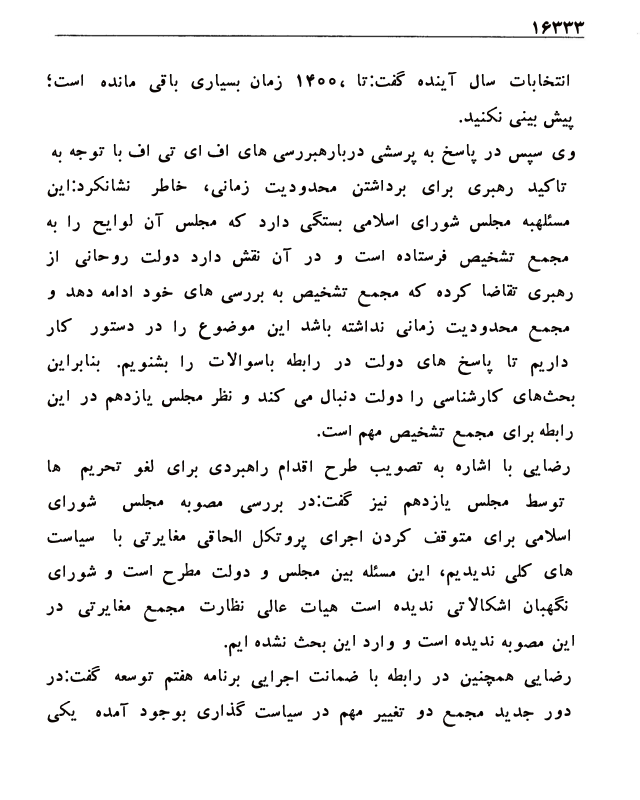 ۱۶۳۳۳
انتخابات سال آینده گفت:تا ،۱۴۰۰ زمان بسیاری باقی مانده است؛
پیش بینی نکنید.
وی سپس در پاسخ به پرسشی دربارهبررسی های اف ای تی اف با توجه به
تاکید رهبری برای برداشتن محدودیت زمانی، خاطر نشانکرد:این
مسئلهبه مجلس شورای اسلامی بستگی دارد که مجلس آن لوایح را به
مجمع تشخیص فرستاده است و در آن نقش دارد دولت روحانی از
رهبری تقاضا کرده که مجمع تشخیص به بررسی های خود ادامه دهد و
مجمع محدودیت زمانی نداشته باشد این موضوع را در دستور کار
داریم تا پاسخ های دولت در رابطه باسوالات را بشنویم. بنابراین
بحث‌های کارشناسی را دولت دنبال می کند و نظر مجلس یازدهم در این
رابطه برای مجمع تشخیص مهم است.
رضایی با اشاره به تصویب طرح اقدام راهبردی برای لغو تحریم ها
توسط مجلس یازدهم نیز گفت:در بررسی مصوبه مجلس شورای
اسلامی برای متوقف کردن اجرای پروتکل الحاقی مغایرتی با سیاست
های کلی ندیدیم، این مسئله بین مجلس و دولت مطرح است و شورای
نگهبان اشکالاتی ندیده است هیات عالی نظارت مجمع مغایرتی در
این مصوبه ندیده است و وارد این بحث نشده ایم.
رضایی همچنین در رابطه با ضمانت اجرایی برنامه هفتم توسعه گفت:در
دور جدید مجمع دو تغییر مهم در سیاست گذاری بوجود آمده یکی